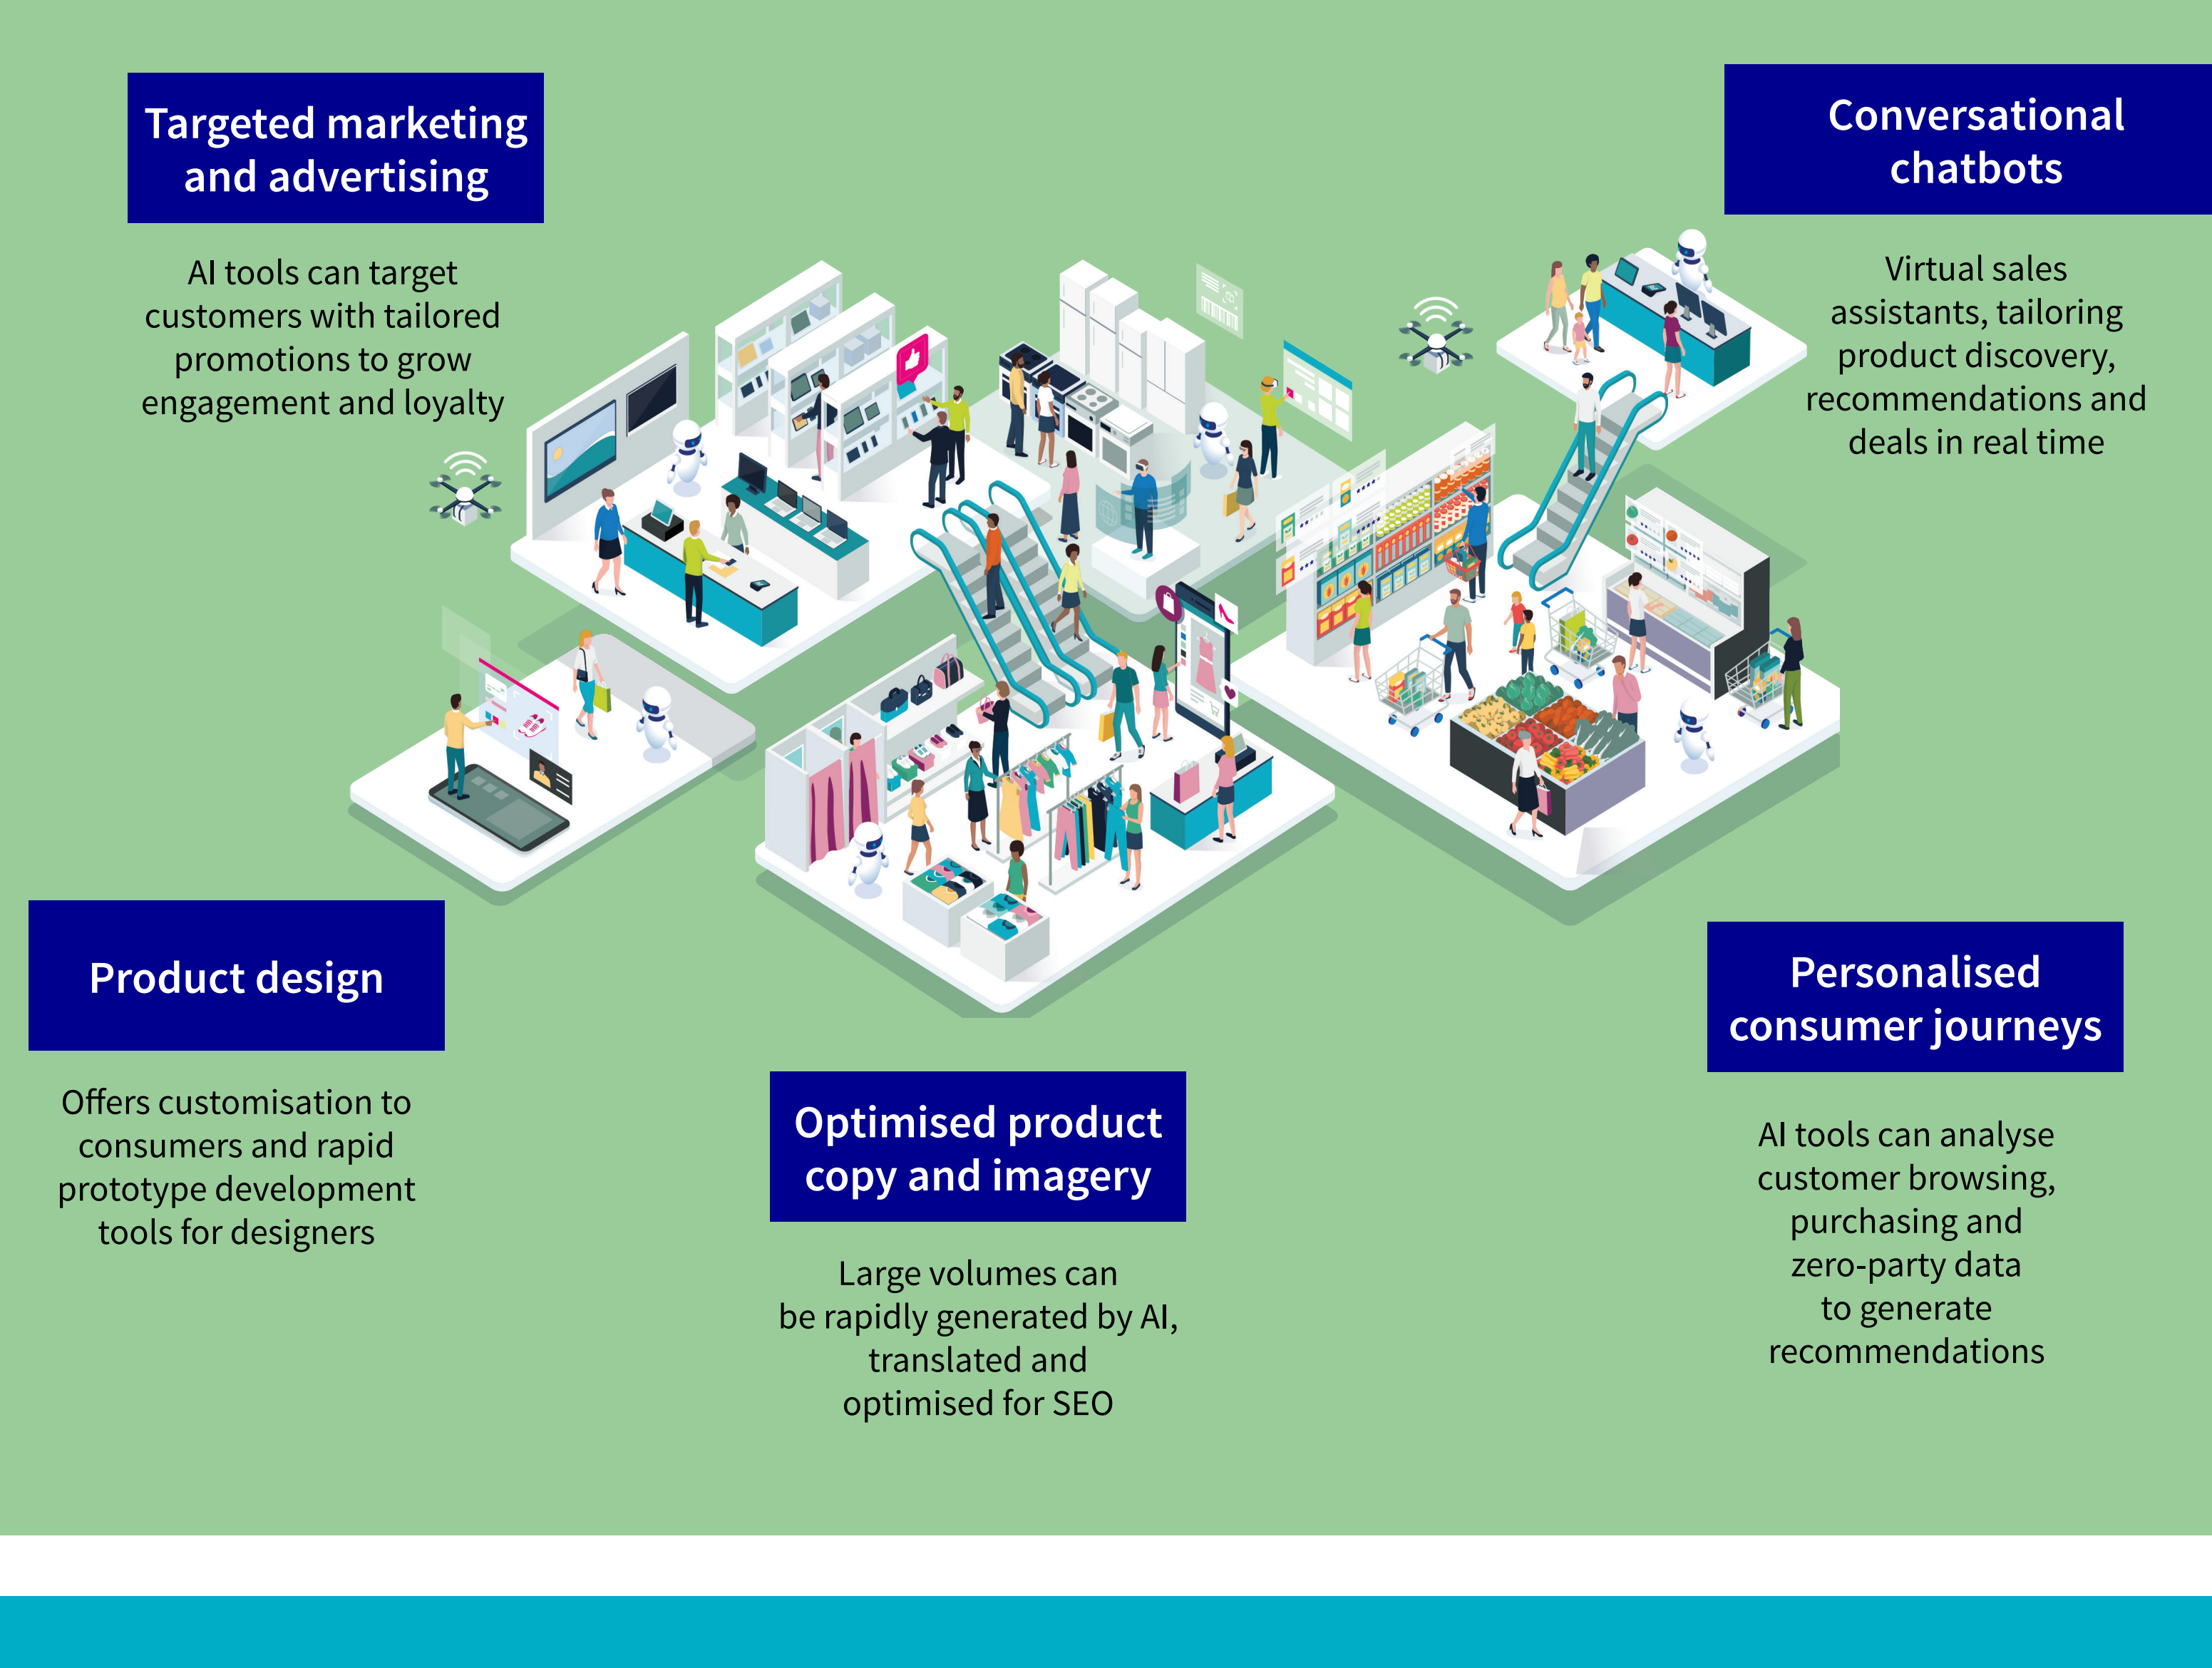 Targeted marketing
and advertising
AI tools can target
customers with tailored
promotions to grow
engagement and loyalty
Conversational
chatbots
Virtual sales
assistants, tailoring
product discovery,
recommendations and
deals in real time
Product design
Offers customisation to
consumers and rapid
prototype development
tools for designers
Optimised product
copy and imagery
Large volumes can
be rapidly generated by AI,
translated and
optimised for SEO
Personalised
consumer journeys
AI tools can analyse
customer browsing,
purchasing and
zero-party data
to generate
recommendations